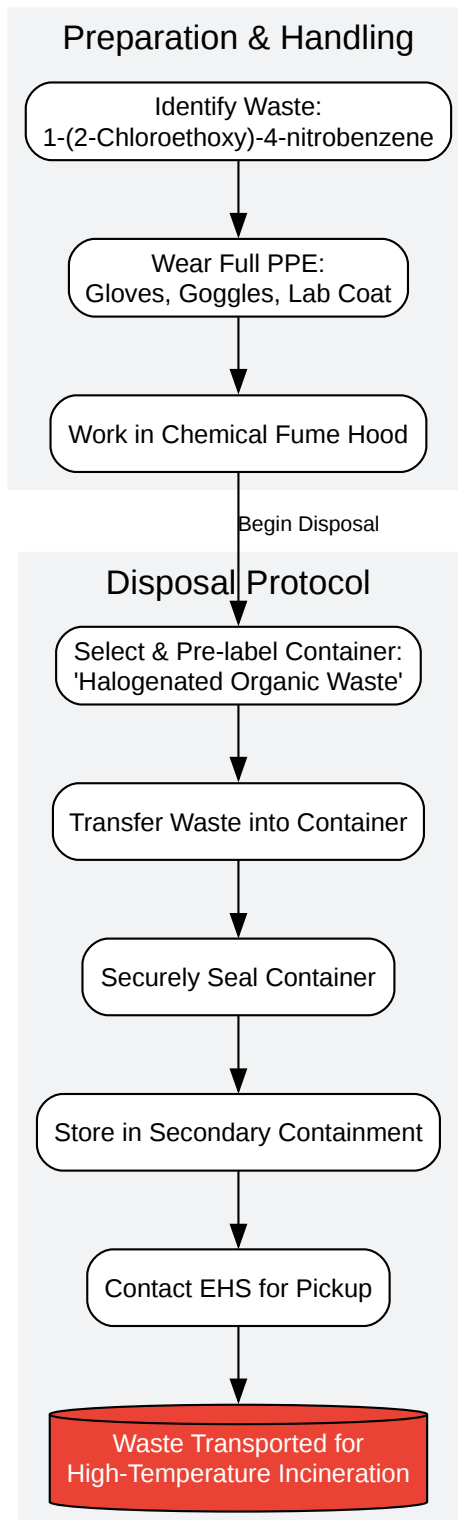 Preparation & Handling
Identify Waste:
1-(2-Chloroethoxy)-4-nitrobenzene
Wear Full PPE:
Gloves, Goggles, Lab Coat
Work in Chemical Fume Hood
Begin Disposal
Disposal Protocol
Select & Pre-label Container:
'Halogenated Organic Waste'
Transfer Waste into Container
Securely Seal Container
Store in Secondary Containment
Contact EHS for Pickup
Waste Transported for
High-Temperature Incineration